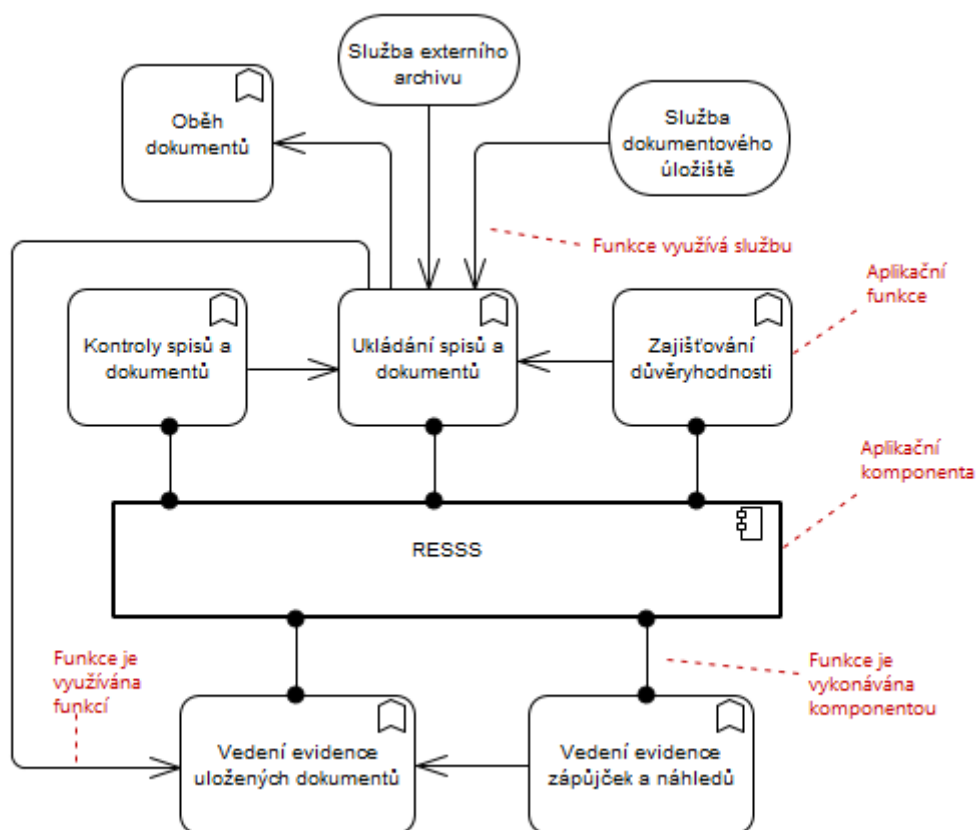 Služba externího
archivu
Oběh
dokumentů
Služba
dokumentového
úložiště
Funkce využívá službu
Aplikační
funkce
Kontroly spisů a
dokumentů
Ukládání spisů a
dokumentů
Zajišťování
důvěryhodnosti
Aplikační
komponenta
RESSS
Funkce je
využívána
funkcí
Funkce je
vykonávána
komponentou
Vedení evidence
uložených dokumentů
Vedení evidence
zápůjček a náhledů